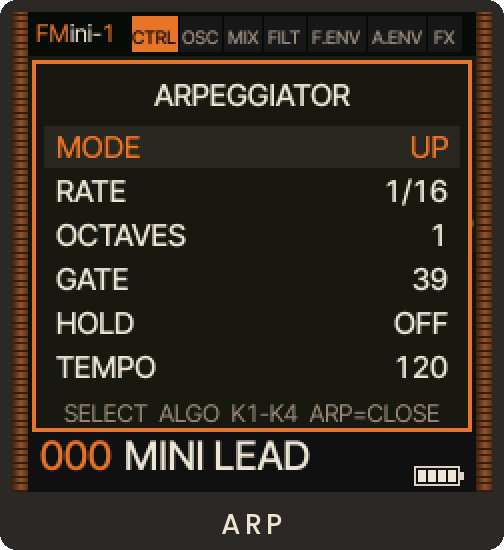 FMini-1 CTRL OSC MIX FILT F.ENV A.ENV FX
ARPEGGIATOR
MODE UP
RATE 1/16
OCTAVES 1
GATE 39
HOLD OFF
TEMPO 120
SELECT ALGO K1-K4 ARP=CLOSE
000 MINI LEAD
ARP